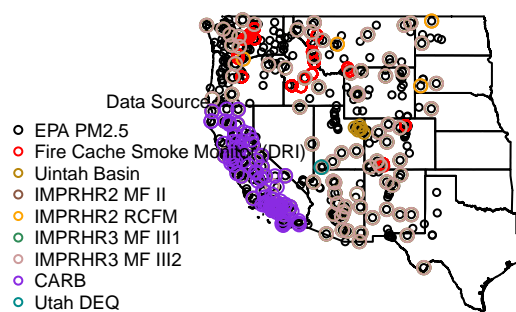 Data Source
EPA PM2.5
Fire Cache Smoke Monitor (DRI)
Uintah Basin
IMPRHR2 MF II
IMPRHR2 RCFM
IMPRHR3 MF III1
IMPRHR3 MF III2
CARB
Utah DEQ